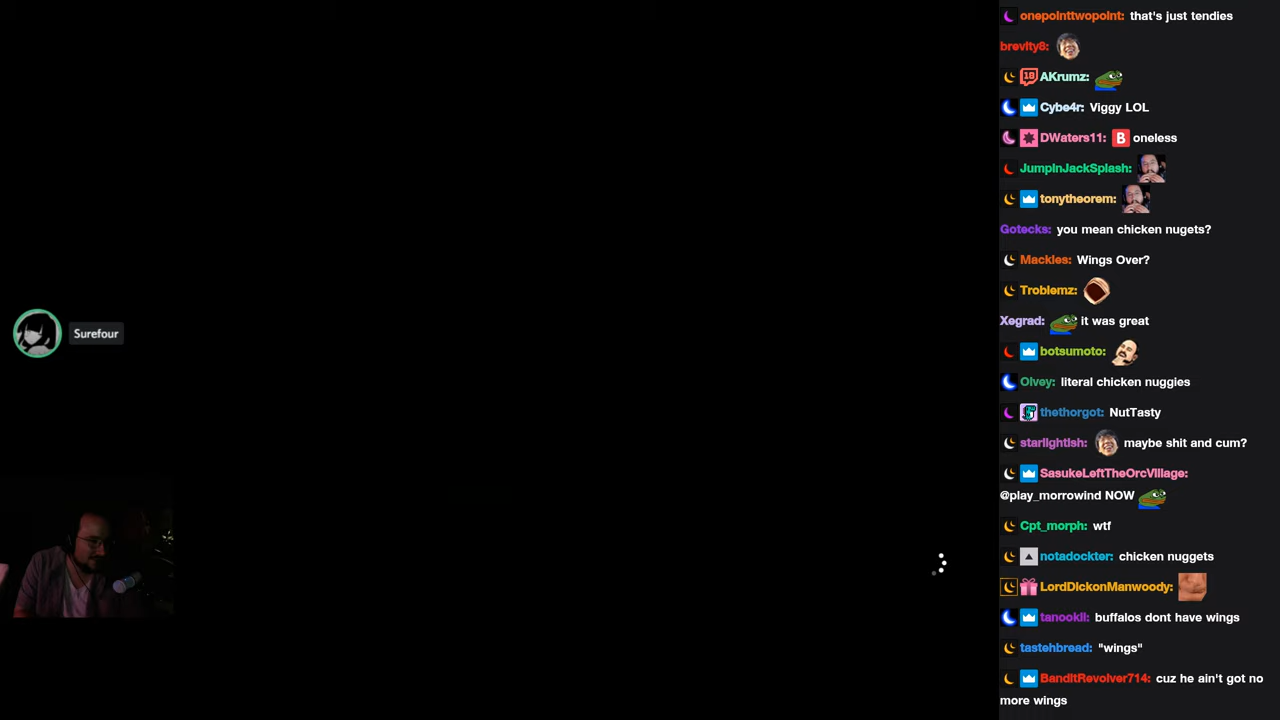 onepointtwopoint: that's just tendies
brevity8:
AKrumz:
Cybe4r: Viggy LOL
DWaters11: B oneless
JumpinJackSplash:
tonytheorem:
Gotecks: you mean chicken nugets?
Mackles: Wings Over?
Troblemz:
Xegrad: it was great
Surefour
botsumoto:
Olvey: literal chicken nuggies
thethorgot: NutTasty
starlightish: maybe shit and cum?
SasukeLeftTheOrcVillage:
@play_morrowind NOW
Cpt_morph: wtf
notadockter: chicken nuggets
LordDickonManwoody:
tanookii: buffalos dont have wings
tastehbread: "wings"
BanditRevolver714: cuz he ain't got no
more wings